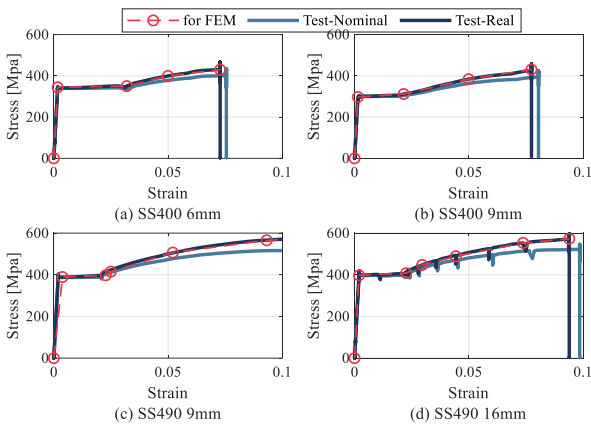 for FEM Test-Nominal Test-Real
600
400
200
0
Stress [Mpa]
0 0.05 0.1
Strain
(a) SS400 6mm
600
400
200
0
Stress [Mpa]
0 0.05 0.1
Strain
(b) SS400 9mm
600
400
200
0
Stress [Mpa]
0 0.05 0.1
Strain
(c) SS490 9mm
600
400
200
0
Stress [Mpa]
0 0.05 0.1
Strain
(d) SS490 16mm